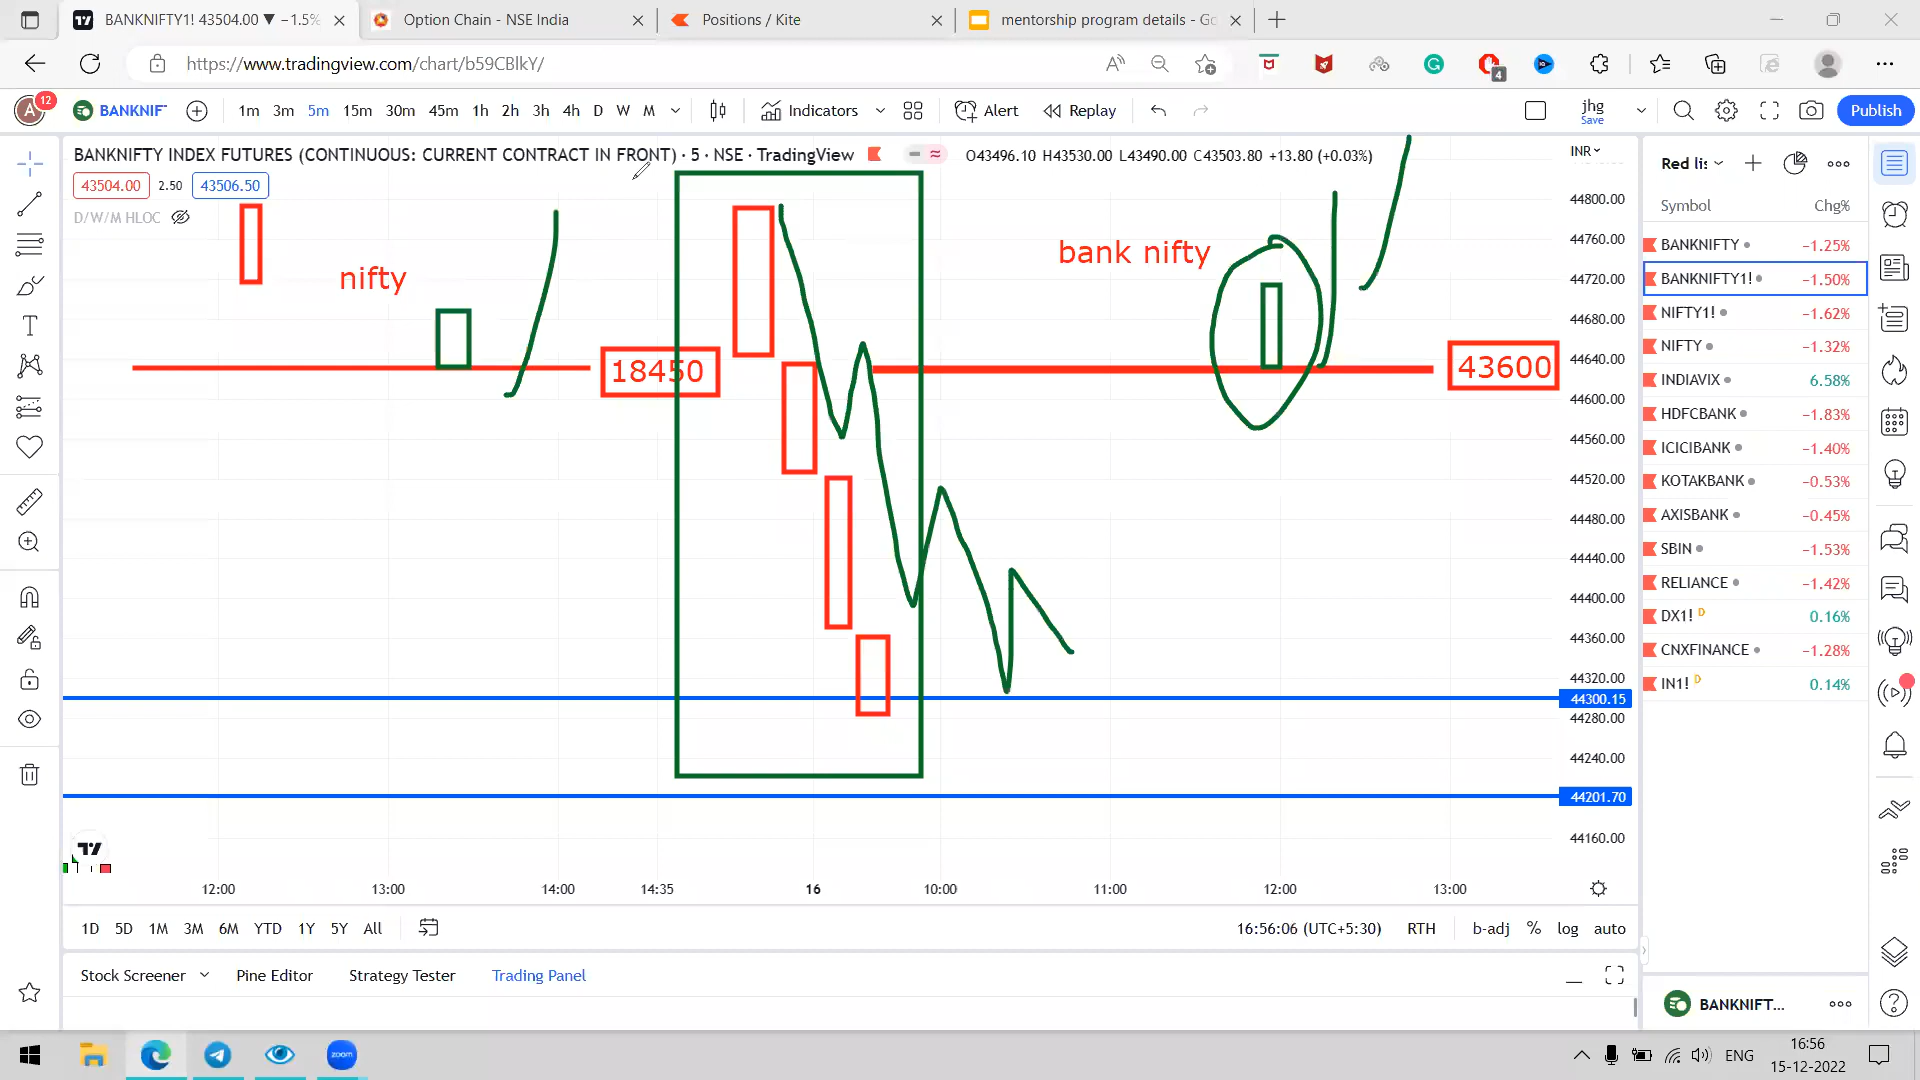 BANKNIFTY1! 43504.00 ▼ −1.5%
Option Chain - NSE India
Positions / Kite
mentorship program details - Go
https://www.tradingview.com/chart/b59CBlkY/
4
A 12 BANKNIF 1m 3m 5m 15m 30m 45m 1h 2h 3h 4h D W M Indicators Alert Replay jhg Save Publish
BANKNIFTY INDEX FUTURES (CONTINUOUS: CURRENT CONTRACT IN FRONT) · 5 · NSE · TradingView O43496.10 H43530.00 L43490.00 C43503.80 +13.80 (+0.03%)
43504.00 2.50 43506.50
D/W/M HLOC
nifty
18450
bank nifty
43600
INR
44800.00
44760.00
44720.00
44680.00
44640.00
44600.00
44560.00
44520.00
44480.00
44440.00
44400.00
44360.00
44320.00
44300.15
44280.00
44240.00
44201.70
44160.00
12:00 13:00 14:00 14:35 16 10:00 11:00 12:00 13:00
1D 5D 1M 3M 6M YTD 1Y 5Y All 16:56:06 (UTC+5:30) RTH b-adj % log auto
Stock Screener Pine Editor Strategy Tester Trading Panel
Red lis
Symbol Chg%
BANKNIFTY −1.25%
BANKNIFTY1! −1.50%
NIFTY1! −1.62%
NIFTY −1.32%
INDIAVIX 6.58%
HDFCBANK −1.83%
ICICIBANK −1.40%
KOTAKBANK −0.53%
AXISBANK −0.45%
SBIN −1.53%
RELIANCE −1.42%
DX1! D 0.16%
CNXFINANCE −1.28%
IN1! D 0.14%
BANKNIFT...
zoom
ENG
16:56
15-12-2022